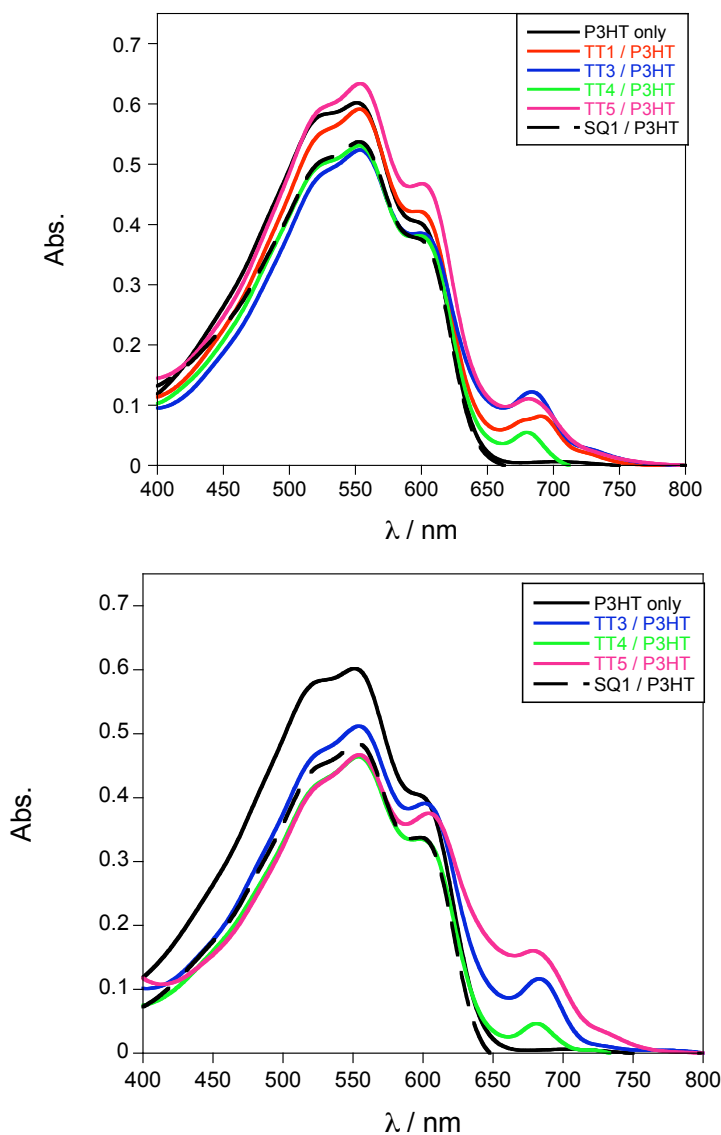 0.7
0.6
0.5
0.4
0.3
0.2
0.1
0
Abs.
P3HT only
TT1 / P3HT
TT3 / P3HT
TT4 / P3HT
TT5 / P3HT
SQ1 / P3HT
400 450 500 550 600 650 700 750 800
λ / nm
0.7
0.6
0.5
0.4
0.3
0.2
0.1
0
Abs.
P3HT only
TT3 / P3HT
TT4 / P3HT
TT5 / P3HT
SQ1 / P3HT
400 450 500 550 600 650 700 750 800
λ / nm